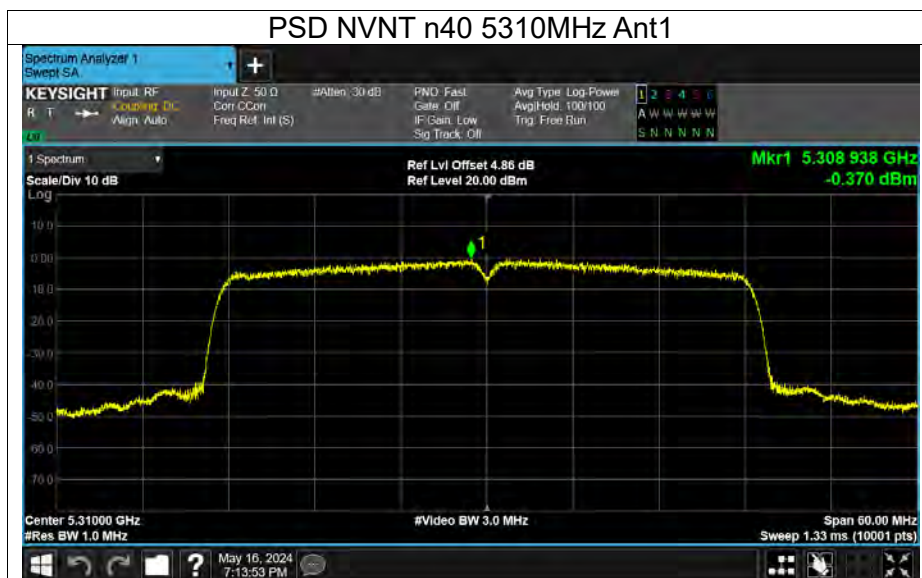 PSD NVNT n40 5310MHz Ant1
Spectrum Analyzer 1
Swept SA
+
KEYSIGHT Input: RF Input Z: 50 Ω #Atten: 30 dB PNO: Fast Avg Type: Log-Power 1 2 3 4 5 6
R T Coupling: DC Corr CCorr Gate: Off Avg|Hold: 100/100 A W W W W W
Align: Auto Freq Ref: Int (S) IF Gain: Low Trig: Free Run
Sig Track: Off S N N N N N
1 Spectrum Ref Lvl Offset 4.86 dB Mkr1 5.308 938 GHz
Scale/Div 10 dB Ref Level 20.00 dBm -0.370 dBm
Log
10.0
0.00
1
-10.0
-20.0
-30.0
-40.0
-50.0
-60.0
-70.0
Center 5.31000 GHz #Video BW 3.0 MHz Span 60.00 MHz
#Res BW 1.0 MHz Sweep 1.33 ms (10001 pts)
? May 16, 2024
7:13:53 PM